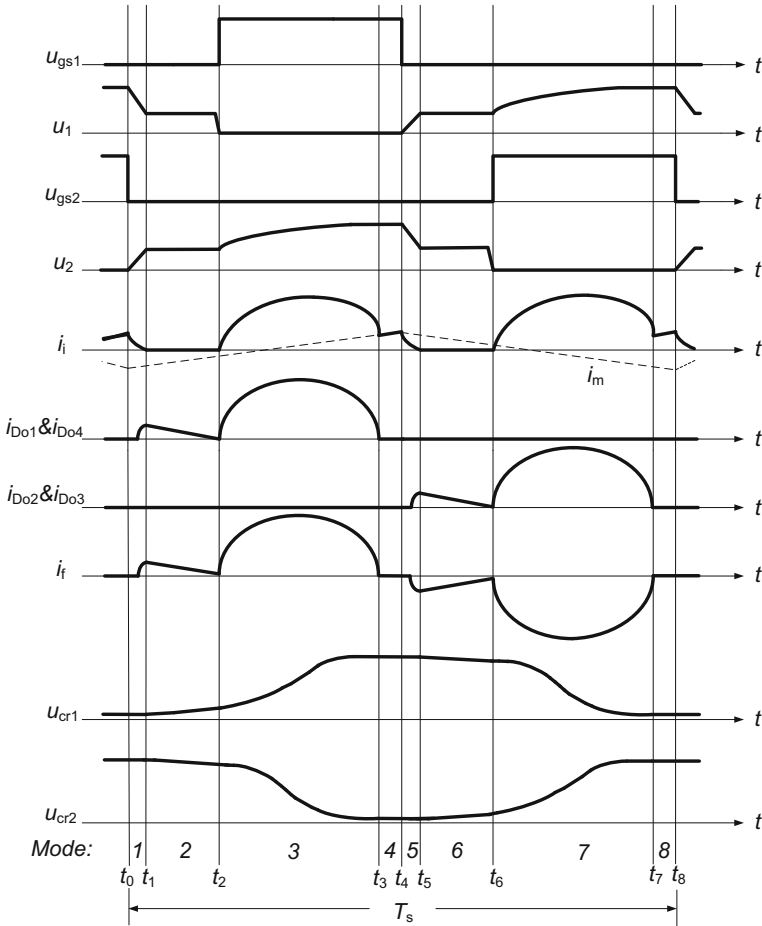 u_gs1 t
u_1 t
u_gs2 t
u_2 t
i_i t
i_m
i_Do1&i_Do4 t
i_Do2&i_Do3 t
i_f t
u_cr1 t
u_cr2 t
Mode: 1 2 3 4 5 6 7 8
t_0 t_1 t_2 t_3 t_4 t_5 t_6 t_7 t_8
T_s